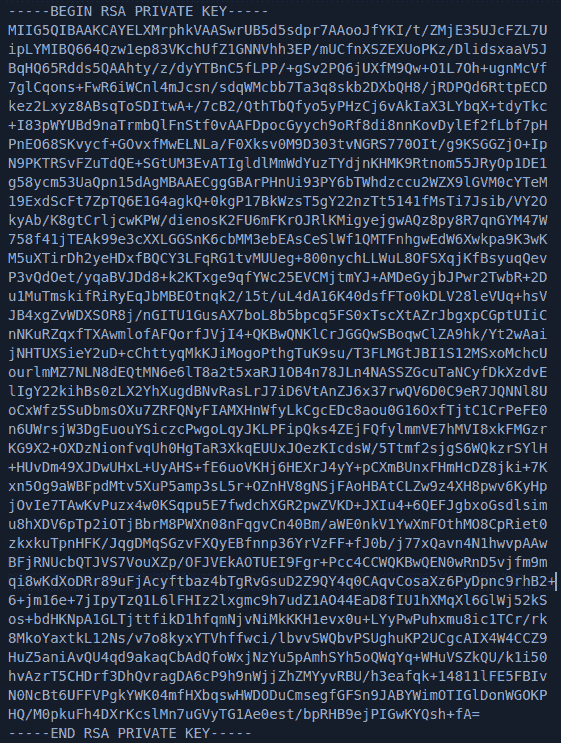 -----BEGIN RSA PRIVATE KEY-----
MIIG5QIBAAKCAYELXMrphkVAASwrUB5d5sdpr7AAooJfYKI/t/ZMjE35UJcFZL7U
ipLYMIBQ664Qzw1ep83VKchUfZ1GNNVhh3EP/mUCfnXSZEXUoPKz/DlidsxaaV5J
BqHQ65Rdds5QAAhty/z/dyYTBnC5fLPP/+gSv2PQ6jUXfM9Qw+O1L7Oh+ugnMcVf
7glCqons+FwR6iWCnl4mJcsn/sdqWMcbb7Ta3q8skb2DXbQH8/jRDPQd6RttpECD
kez2Lxyz8ABsqToSDItwA+/7cB2/QthTbQfyo5yPHzCj6vAkIaX3LYbqX+tdyTkc
+I83pWYUBd9naTrmbQlFnStf0vAAFDpocGyych9oRf8di8nnKovDylEf2fLbf7pH
PnEO68SKvycf+GOvxfMwELNLa/F0Xksv0M9D303tvNGRS770OIt/g9KSGGZjO+Ip
N9PKTRSvFZuTdQE+SGtUM3EvATIgldlMmWdYuzTYdjnKHMK9Rtnom55JRyOp1DE1
g58ycm53UaQpn15dAgMBAAECggGBArPHnUi93PY6bTWhdzccu2WZX9lGVM0cYTeM
19ExdScFt7ZpTQ6E1G4agkQ+0kgP17BKWzsT5gY22nzTt5141fMsTi7Jsib/VY2O
kyAb/K8gtCrljcwKPW/dienosK2FU6mFKrOJRlKMigyejgwAQz8py8R7qnGYM47W
758f41jTEAk99e3cXXLGGSnK6cbMM3ebEAsCeSlWf1QMTFnhgwEdW6Xwkpa9K3wK
M5uXTirDh2yeHDxfBQCY3LFqRG1tvMUUeg+800nychLLWuL8OFSXqjKfBsyuqQev
P3vQdOet/yqaBVJDd8+k2KTxge9qfYWc25EVCMjtmYJ+AMDeGyjbJPwr2TwbR+2D
u1MuTmskifRiRyEqJbMBEOtnqk2/15t/uL4dA16K40dsfFTo0kDLV28leVUq+hsV
JB4xgZvWDXSOR8j/nGITU1GusAX7boL8b5bpcq5FS0xTscXtAZrJbgxpCGptUIiC
nNKuRZqxfTXAwmlofAFQorfJVjI4+QKBwQNKlCrJGGQwSBoqwClZA9hk/Yt2wAai
jNHTUXSieY2uD+cChttyqMkKJiMogoPthgTuK9su/T3FLMGtJBI1S12MSxoMchcU
ourlmMZ7NLN8dEQtMN6e6lT8a2t5xaRJ1OB4n78JLn4NASSZGcuTaNCyfDkXzdvE
lIgY22kihBs0zLX2YhXugdBNvRasLrJ7iD6VtAnZJ6x37rwQV6D0C9eR7JQNNl8U
oCxWfz5SuDbmsOXu7ZRFQNyFIAMXHnWfyLkCgcEDc8aou0G16OxfTjtC1CrPeFE0
n6UWrsjW3DgEuouYSiczcPwgoLqyJKLPFipQks4ZEjFQfylmmVE7hMVI8xkFMGzr
KG9X2+OXDzNionfvqUh0HgTaR3XkqEUUxJOezKIcdsW/5Ttmf2sjgS6WQkzrSYlH
+HUvDm49XJDwUHxL+UyAHS+fE6uoVKHj6HEXrJ4yY+pCXmBUnxFHmHcDZ8jki+7K
xn5Og9aWBFpdMtv5XuP5amp3sL5r+OZnHV8gNSjFAoHBAtCLZw9z4XH8pwv6KyHp
jOvIe7TAwKvPuzx4w0KSqpu5E7fwdchXGR2pwZVKD+JXIu4+6QEFJgbxoGsdlsim
u8hXDV6pTp2iOTjBbrM8PWXn08nFqgvCn40Bm/aWE0nkV1YwXmFOthMO8CpRiet0
zkxkuTpnHFK/JqgDMqSGzvFXQyEBfnnp36YrVzFF+fJ0b/j77xQavn4N1hwvpAAw
BFjRNUcbQTJVS7VouXZp/OFJVEkAOTUEI9Fgr+Pcc4CCWQKBwQEN0wRnD5vjfm9m
qi8wKdXoDRr89uFjAcyftbaz4bTgRvGsuD2Z9QY4q0CAqvCosaXz6PyDpnc9rhB2+
6+jm16e+7jIpyTzQ1L6lFHIz2lxgmc9h7udZ1AO44EaD8fIU1hXMqXl6GlWj52kS
os+bdHKNpA1GLTjttfikD1hfqmNjvNiMkKKH1evx0u+LYyPwPuhxmu8ic1TCr/rk
8MkoYaxtkL12Ns/v7o8kyxYTVhffwci/lbvVSWQbvPSUghuKP2UCgcAIX4W4CCZ9
HuZ5aniAvQU4qd9akaqCbAdQfoWxjNzYu5pAmhSYh5oQWqYq+WHuVSZkQU/k1i50
hvAzrT5CHDrf3DhQvragDA6cP9h9nWjjZhZMYyvRBU/h3eafqk+14811lFE5FBIv
N0NcBt6UFFVPgkYWK04mfHXbqswHWDODuCmsegfGFSn9JABYWimOTIGlDonWGOKP
HQ/M0pkuFh4DXrKcslMn7uGVyTG1Ae0est/bpRHB9ejPIGwKYQsh+fA=
-----END RSA PRIVATE KEY-----